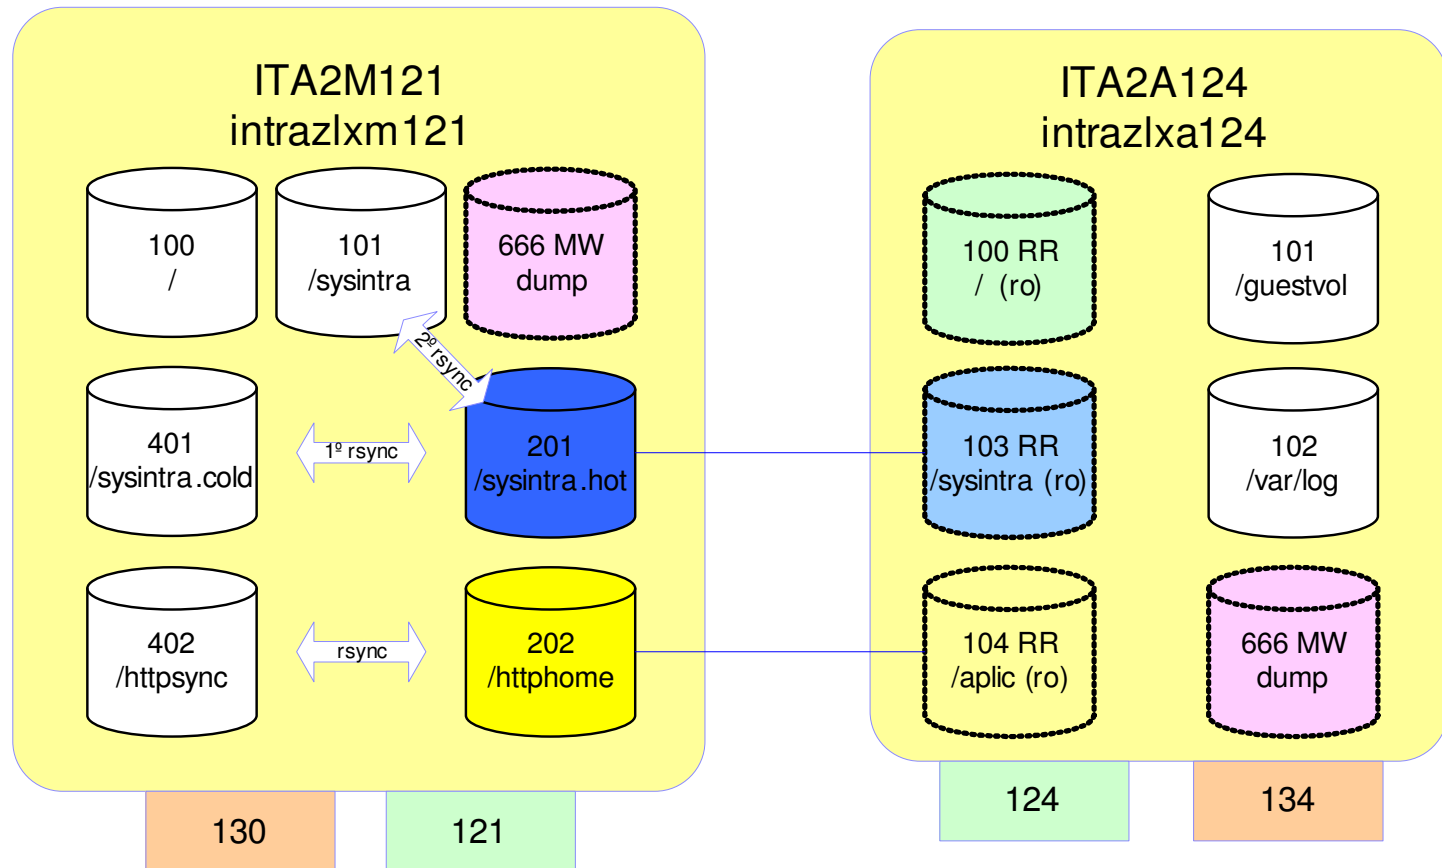 ITA2M121
intrazlxm121
100
/
101
/sysintra
666 MW
dump
2º rsync
401
/sysintra.cold
1º rsync
201
/sysintra.hot
402
/httpsync
rsync
202
/httphome
130
121
ITA2A124
intrazlxa124
100 RR
/ (ro)
101
/guestvol
103 RR
/sysintra (ro)
102
/var/log
104 RR
/aplic (ro)
666 MW
dump
124
134